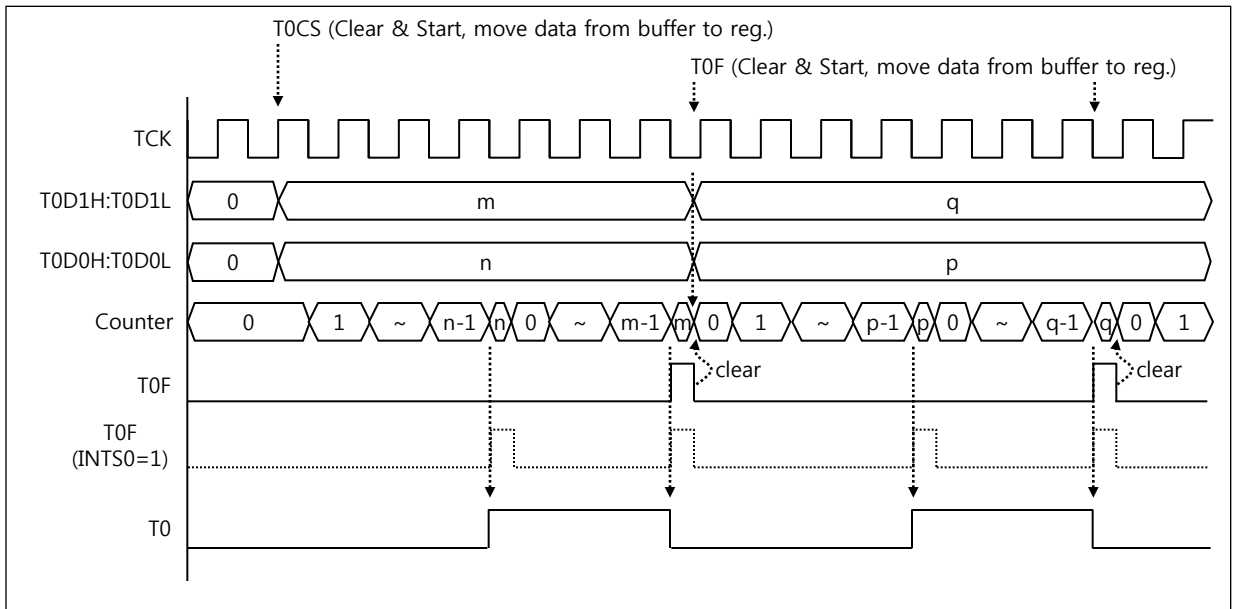 T0CS (Clear & Start, move data from buffer to reg.)
T0F (Clear & Start, move data from buffer to reg.)
TCK
T0D1H:T0D1L 0 m q
T0D0H:T0D0L 0 n p
Counter 0 1 ~ n-1 n 0 ~ m-1 m 0 1 ~ p-1 p 0 ~ q-1 q 0 1
clear clear
T0F
T0F
(INTS0=1)
T0